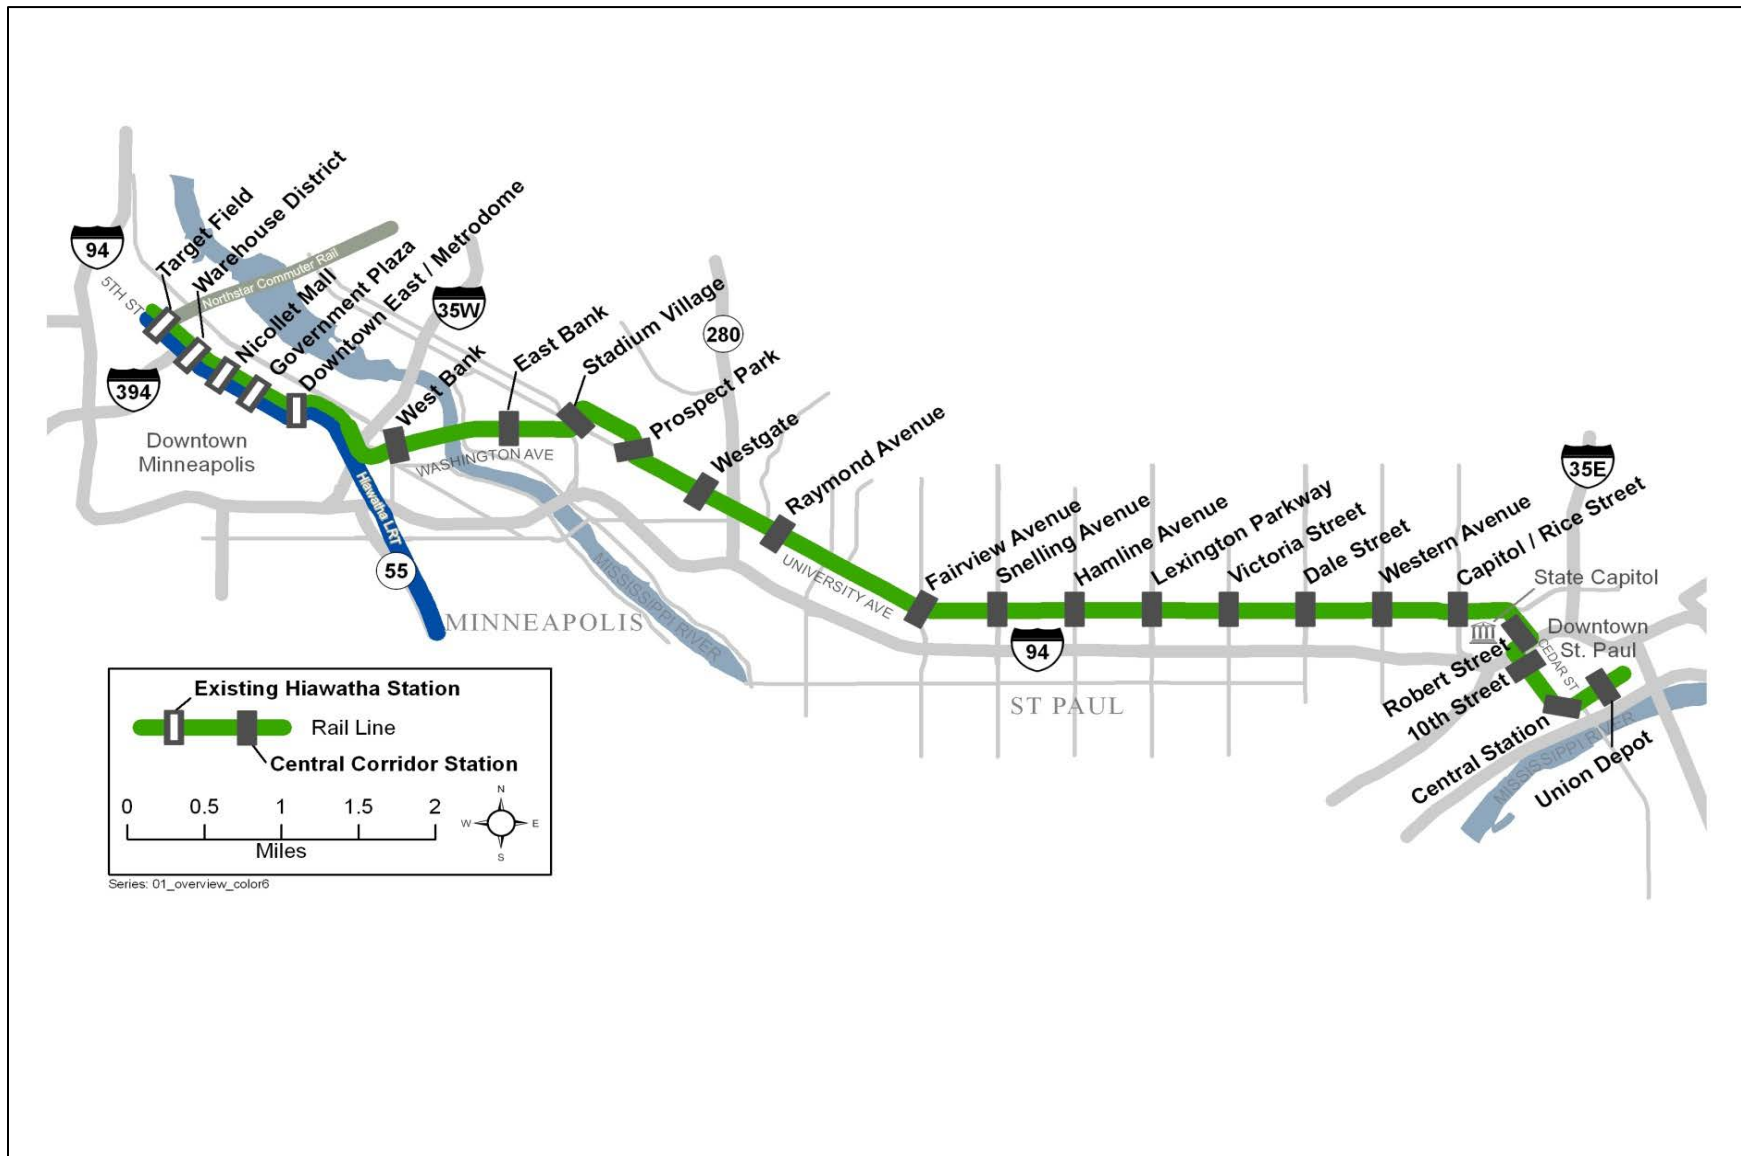 94
5TH ST
Target Field
Warehouse District
Northstar Commuter Rail
Nicollet Mall
Government Plaza
Downtown East / Metrodome
35W
394
Downtown
Minneapolis
West Bank
East Bank
Stadium Village
280
Prospect Park
WASHINGTON AVE
Westgate
Raymond Avenue
Hiawatha LRT
55
MINNEAPOLIS
MISSISSIPPI RIVER
UNIVERSITY AVE
Fairview Avenue
Snelling Avenue
Hamline Avenue
Lexington Parkway
Victoria Street
Dale Street
Western Avenue
Capitol / Rice Street
35E
94
ST PAUL
State Capitol
Downtown
St. Paul
CEDAR ST
Robert Street
10th Street
Central Station
Union Depot
MISSISSIPPI RIVER
Existing Hiawatha Station
Rail Line
Central Corridor Station
0 0.5 1 1.5 2
Miles
N
W E
S
Series: 01_overview_color6